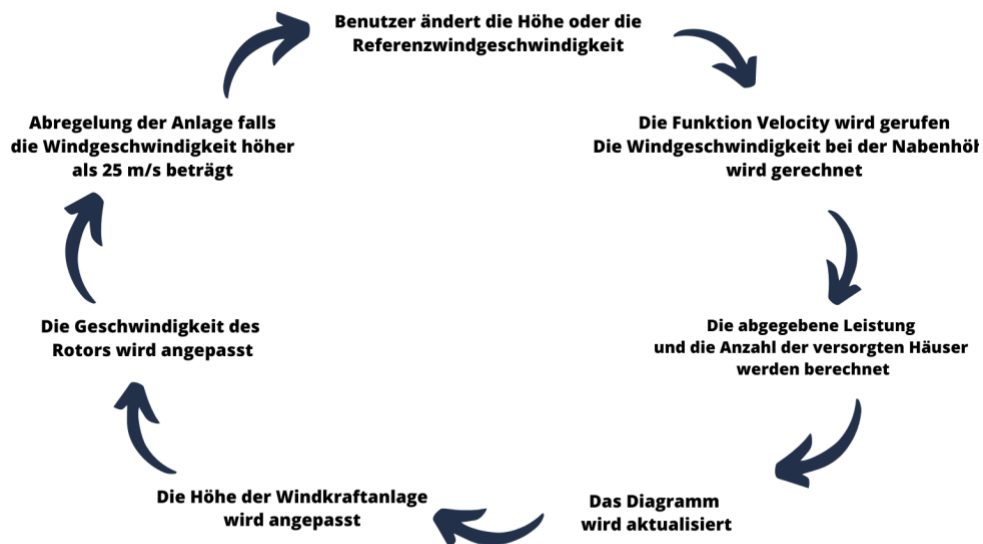 Benutzer ändert die Höhe oder die
Referenzwindgeschwindigkeit
Die Funktion Velocity wird gerufen
Die Windgeschwindigkeit bei der
wird gerechnet
Die abgegebene Leistung
und die Anzahl der versorgten Häuser
werden berechnet
Das Diagramm
wird aktualisiert
Die Höhe der Windkraftanlage
wird angepasst
Die Geschwindigkeit des
Rotors wird angepasst
Abregelung der Anlage falls
die Windgeschwindigkeit höher
als 25 m/s beträgt